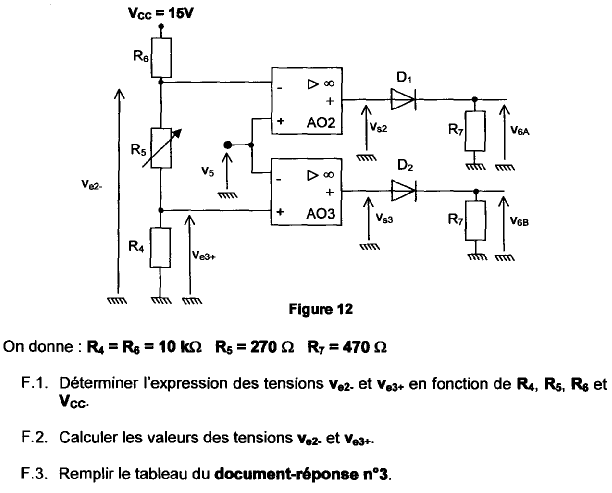 Vcc = 15V
R6
- ▷ ∞
+
+ AO2
D1
R5
Vs2
R7
V6A
V5
Ve2-
- ▷ ∞
+
+ AO3
D2
R4
Ve3+
Vs3
R7
V6B
Figure 12
On donne : R4 = R6 = 10 kΩ R5 = 270 Ω R7 = 470 Ω
F.1. Déterminer l'expression des tensions ve2- et ve3+ en fonction de R4, R5, R6 et
Vcc.
F.2. Calculer les valeurs des tensions ve2- et ve3+.
F.3. Remplir le tableau du document-réponse n°3.